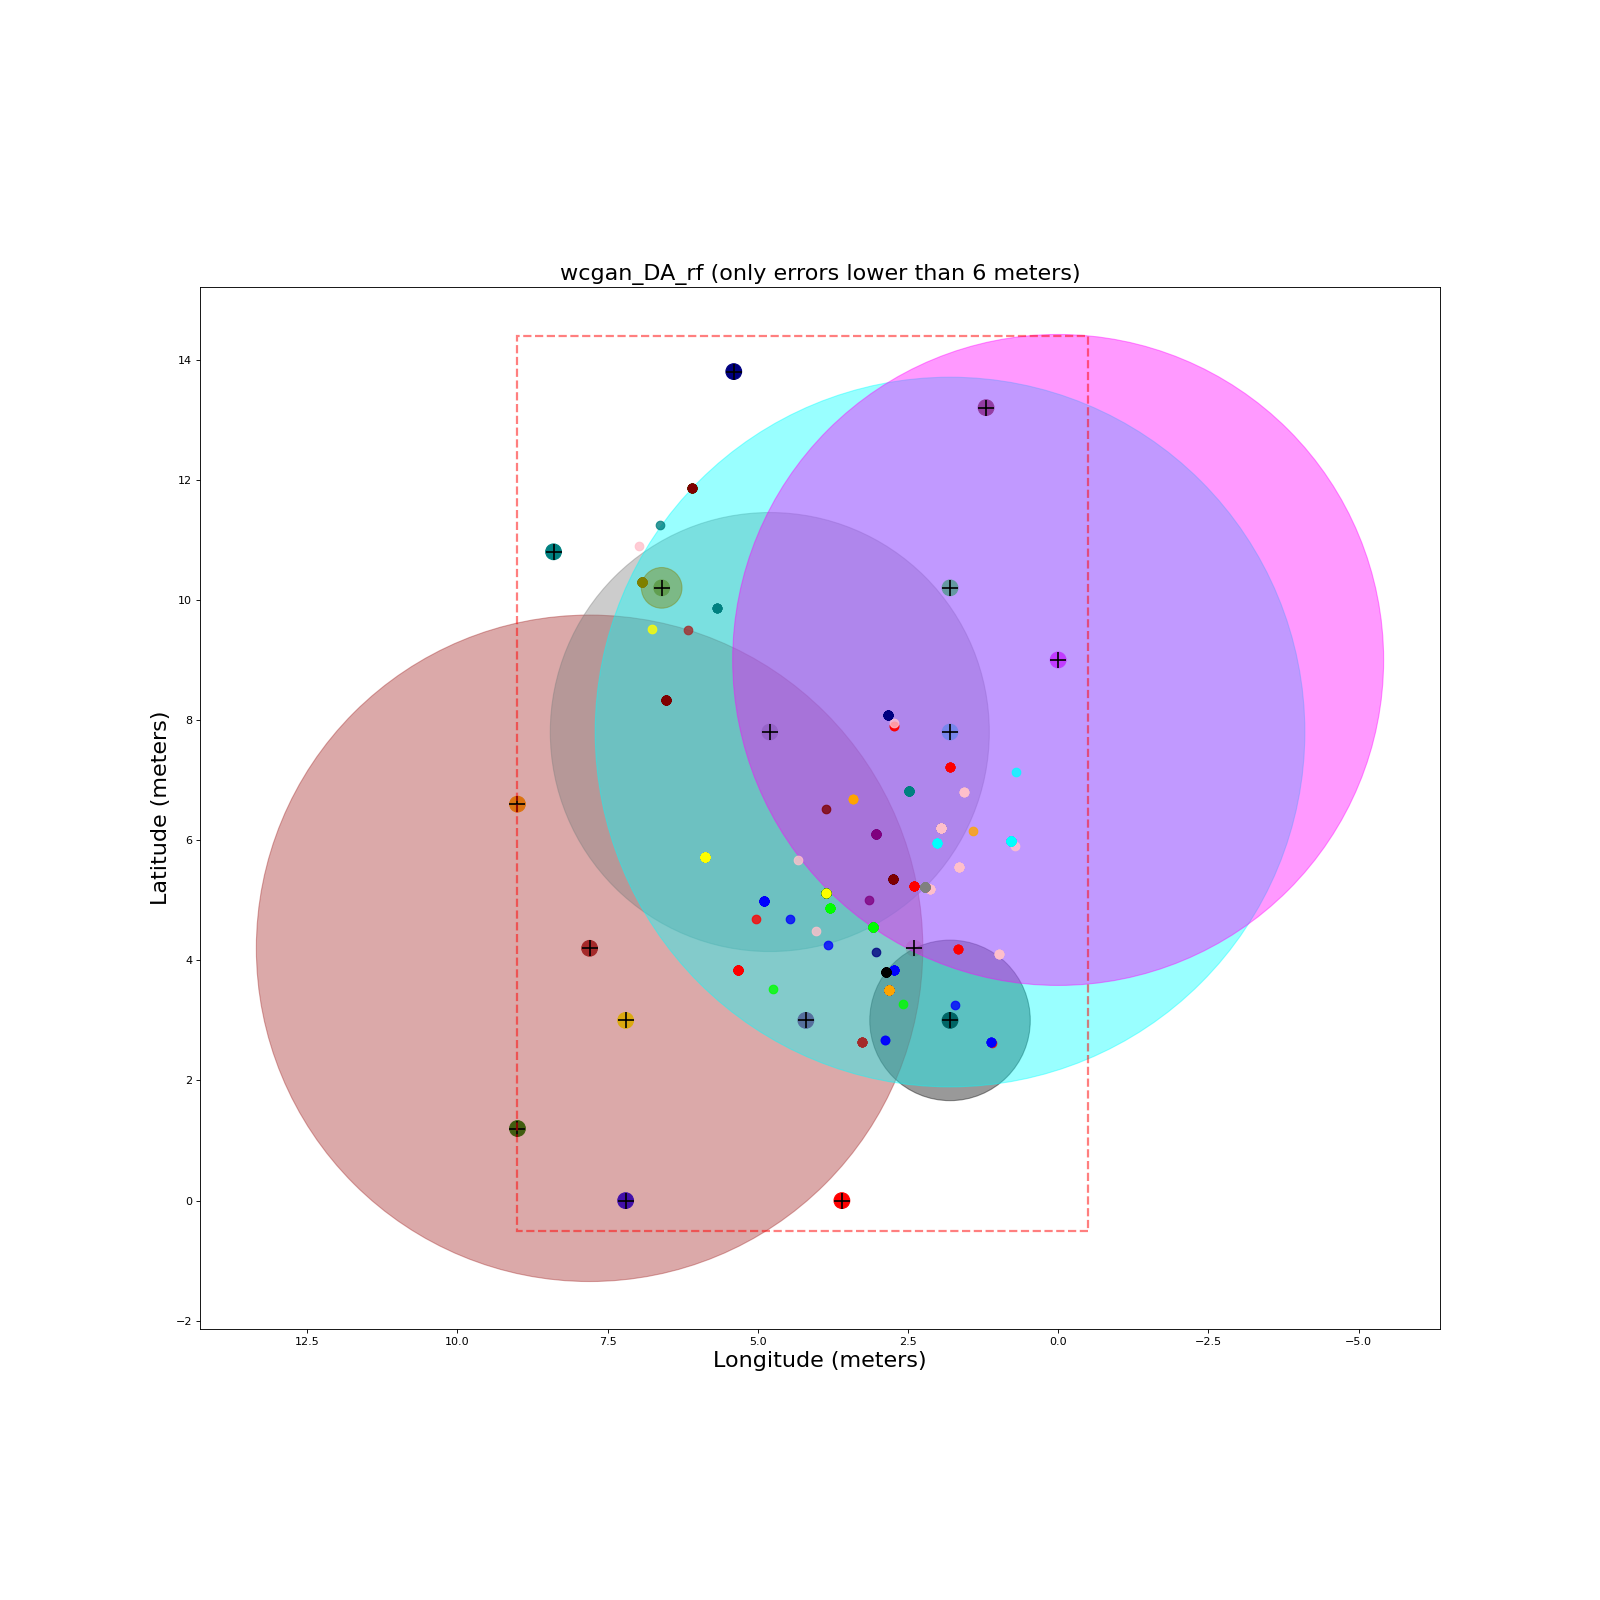 wcgan_DA_rf (only errors lower than 6 meters)
14
12
10
8
6
4
2
0
−2
Latitude (meters)
12.5 10.0 7.5 5.0 2.5 0.0 −2.5 −5.0
Longitude (meters)